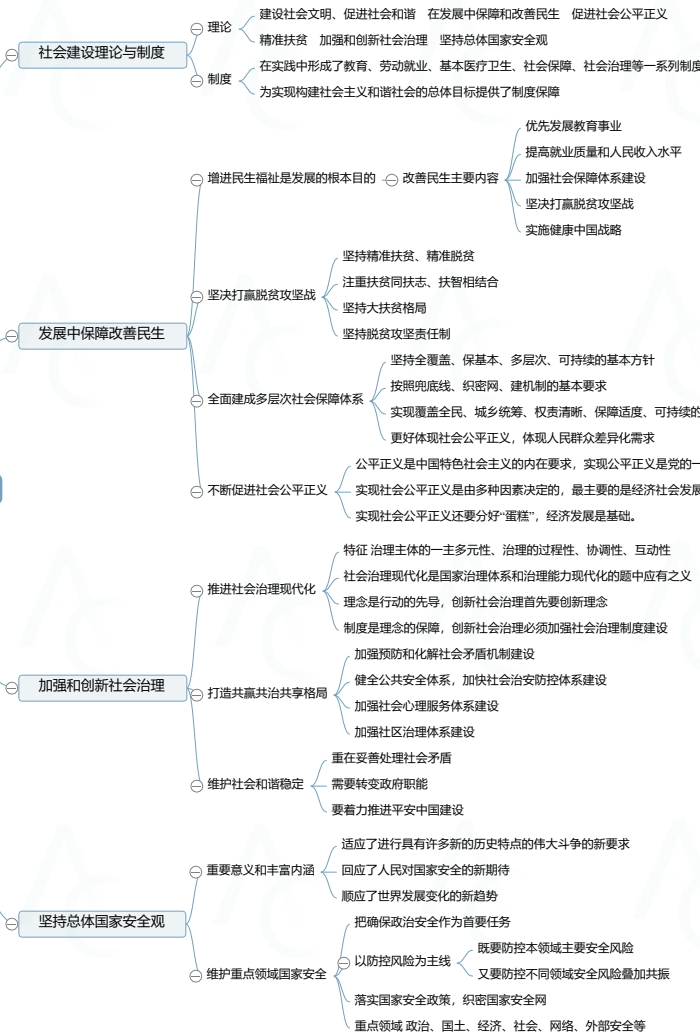 社会建设理论与制度
理论
建设社会文明、促进社会和谐 在发展中保障和改善民生 促进社会公平正义
精准扶贫 加强和创新社会治理 坚持总体国家安全观
制度
在实践中形成了教育、劳动就业、基本医疗卫生、社会保障、社会治理等一系列制度
为实现构建社会主义和谐社会的总体目标提供了制度保障
发展中保障改善民生
增进民生福祉是发展的根本目的
改善民生主要内容
优先发展教育事业
提高就业质量和人民收入水平
加强社会保障体系建设
坚决打赢脱贫攻坚战
实施健康中国战略
坚决打赢脱贫攻坚战
坚持精准扶贫、精准脱贫
注重扶贫同扶志、扶智相结合
坚持大扶贫格局
坚持脱贫攻坚责任制
全面建成多层次社会保障体系
坚持全覆盖、保基本、多层次、可持续的基本方针
按照兜底线、织密网、建机制的基本要求
实现覆盖全民、城乡统筹、权责清晰、保障适度、可持续的
更好体现社会公平正义，体现人民群众差异化需求
不断促进社会公平正义
公平正义是中国特色社会主义的内在要求，实现公平正义是党的一
实现社会公平正义是由多种因素决定的，最主要的是经济社会发展
实现社会公平正义还要分好“蛋糕”，经济发展是基础。
加强和创新社会治理
推进社会治理现代化
特征 治理主体的一主多元性、治理的过程性、协调性、互动性
社会治理现代化是国家治理体系和治理能力现代化的题中应有之义
理念是行动的先导，创新社会治理首先要创新理念
制度是理念的保障，创新社会治理必须加强社会治理制度建设
打造共赢共治共享格局
加强预防和化解社会矛盾机制建设
健全公共安全体系，加快社会治安防控体系建设
加强社会心理服务体系建设
加强社区治理体系建设
维护社会和谐稳定
重在妥善处理社会矛盾
需要转变政府职能
要着力推进平安中国建设
坚持总体国家安全观
重要意义和丰富内涵
适应了进行具有许多新的历史特点的伟大斗争的新要求
回应了人民对国家安全的新期待
顺应了世界发展变化的新趋势
维护重点领域国家安全
把确保政治安全作为首要任务
以防控风险为主线
既要防控本领域主要安全风险
又要防控不同领域安全风险叠加共振
落实国家安全政策，织密国家安全网
重点领域 政治、国土、经济、社会、网络、外部安全等